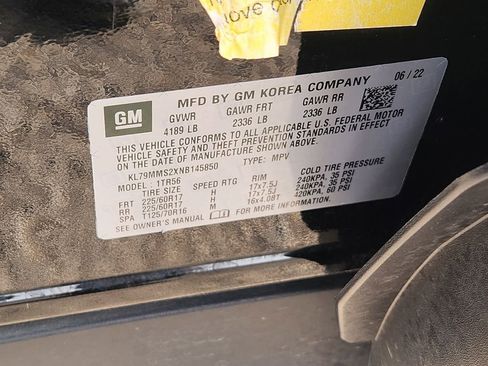 love
GM
MFD BY GM KOREA COMPANY 06/22
GVWR GAWR FRT GAWR RR
4189 LB 2336 LB 2336 LB
THIS VEHICLE CONFORMS TO ALL APPLICABLE U.S. FEDERAL MOTOR
VEHICLE SAFETY AND THEFT PREVENTION STANDARDS IN EFFECT
ON THE DATE OF MANUFACTURE SHOWN ABOVE.
KL79MMS2XNB145850 TYPE: MPV
MODEL: 1TR56
TIRE SIZE SPEED RTG RIM COLD TIRE PRESSURE
FRT 225/60R17 H 17x7.5J 240KPA, 35 PSI
RR 225/60R17 H 17x7.5J 240KPA, 35 PSI
SPA T125/70R16 M 16x4.0BT 420KPA, 60 PSI
SEE OWNER'S MANUAL FOR MORE INFORMATION.